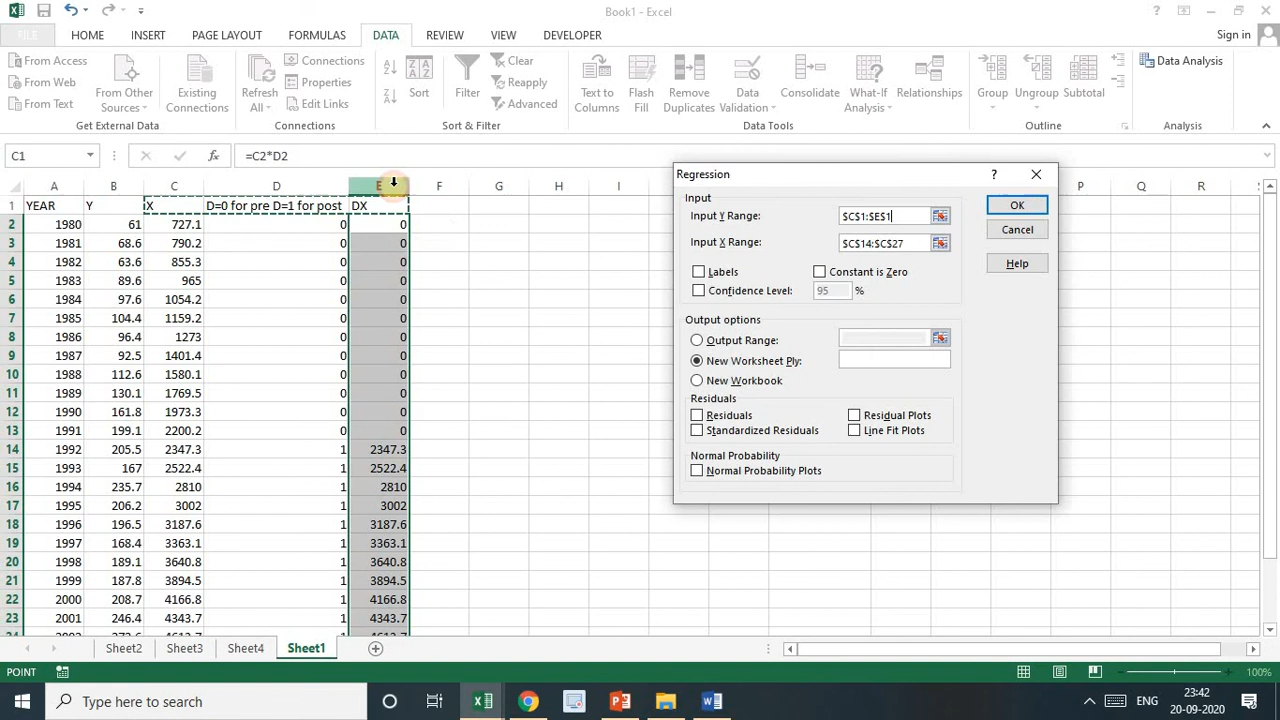 Book1 - Excel
FILE HOME INSERT PAGE LAYOUT FORMULAS DATA REVIEW VIEW DEVELOPER Sign in
From Access
From Web
From Text
From Other Sources
Existing Connections
Get External Data
Refresh All
Connections
Properties
Edit Links
Connections
Sort
Filter
Clear
Reapply
Advanced
Sort & Filter
Text to Columns
Flash Fill
Remove Duplicates
Data Validation
Consolidate
What-If Analysis
Relationships
Data Tools
Group
Ungroup
Subtotal
Outline
Data Analysis
Analysis
C1 fx =C2*D2
A B C D E F G H I P Q R
1 YEAR Y X D=0 for pre D=1 for post DX
2 1980 61 727.1 0 0
3 1981 68.6 790.2 0 0
4 1982 63.6 855.3 0 0
5 1983 89.6 965 0 0
6 1984 97.6 1054.2 0 0
7 1985 104.4 1159.2 0 0
8 1986 96.4 1273 0 0
9 1987 92.5 1401.4 0 0
10 1988 112.6 1580.1 0 0
11 1989 130.1 1769.5 0 0
12 1990 161.8 1973.3 0 0
13 1991 199.1 2200.2 0 0
14 1992 205.5 2347.3 1 2347.3
15 1993 167 2522.4 1 2522.4
16 1994 235.7 2810 1 2810
17 1995 206.2 3002 1 3002
18 1996 196.5 3187.6 1 3187.6
19 1997 168.4 3363.1 1 3363.1
20 1998 189.1 3640.8 1 3640.8
21 1999 187.8 3894.5 1 3894.5
22 2000 208.7 4166.8 1 4166.8
23 2001 246.4 4343.7 1 4343.7
Regression
? 
Input
Input Y Range: $C$1:$E$1
Input X Range: $C$14:$C$27
Labels
Constant is Zero
Confidence Level: 95 %
Output options
Output Range:
New Worksheet Ply:
New Workbook
Residuals
Residuals
Residual Plots
Standardized Residuals
Line Fit Plots
Normal Probability
Normal Probability Plots
OK
Cancel
Help
Sheet2 Sheet3 Sheet4 Sheet1
POINT
100%
Type here to search
ENG
23:42
20-09-2020